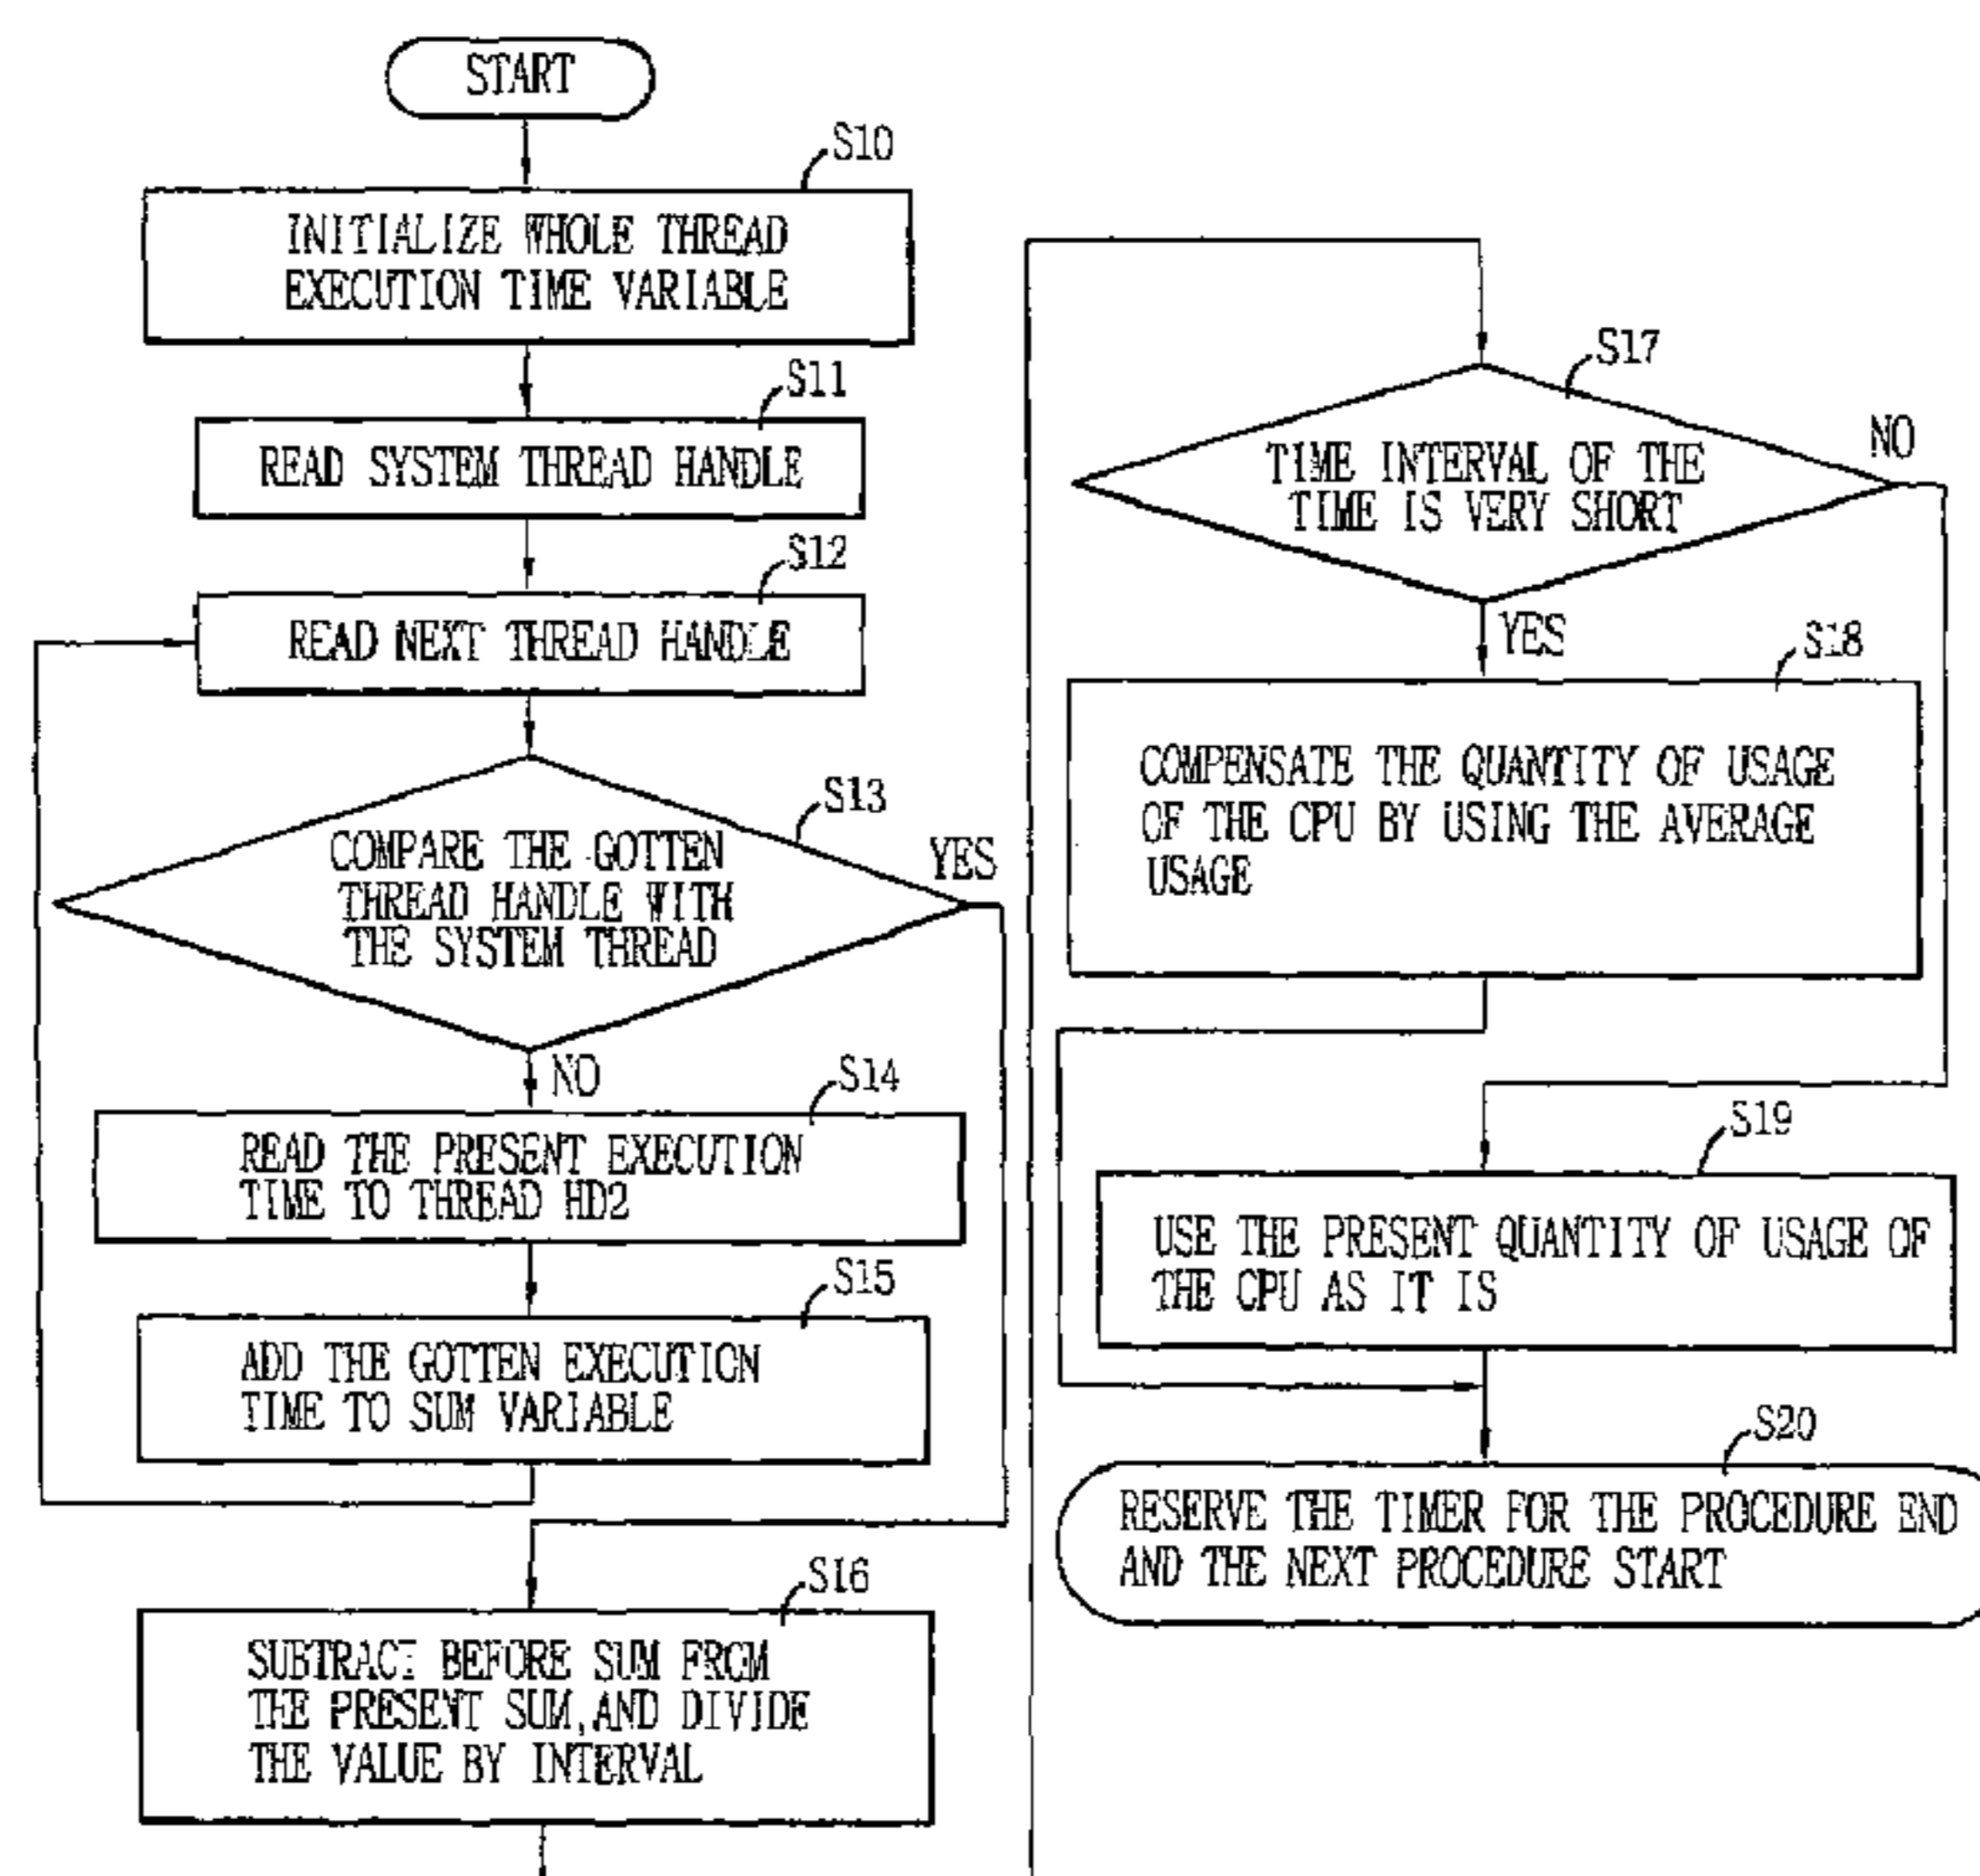 START
S10
INITIALIZE WHOLE THREAD
EXECUTION TIME VARIABLE
S11
READ SYSTEM THREAD HANDLE
S12
READ NEXT THREAD HANDLE
S13
COMPARE THE GOTTEN
THREAD HANDLE WITH
THE SYSTEM THREAD
YES
NO
S14
READ THE PRESENT EXECUTION
TIME TO THREAD HD2
S15
ADD THE GOTTEN EXECUTION
TIME TO SUM VARIABLE
S16
SUBTRACT BEFORE SUM FROM
THE PRESENT SUM, AND DIVIDE
THE VALUE BY INTERVAL
S17
TIME INTERVAL OF THE
TIME IS VERY SHORT
NO
YES
S18
COMPENSATE THE QUANTITY OF USAGE
OF THE CPU BY USING THE AVERAGE
USAGE
S19
USE THE PRESENT QUANTITY OF USAGE OF
THE CPU AS IT IS
S20
RESERVE THE TIMER FOR THE PROCEDURE END
AND THE NEXT PROCEDURE START